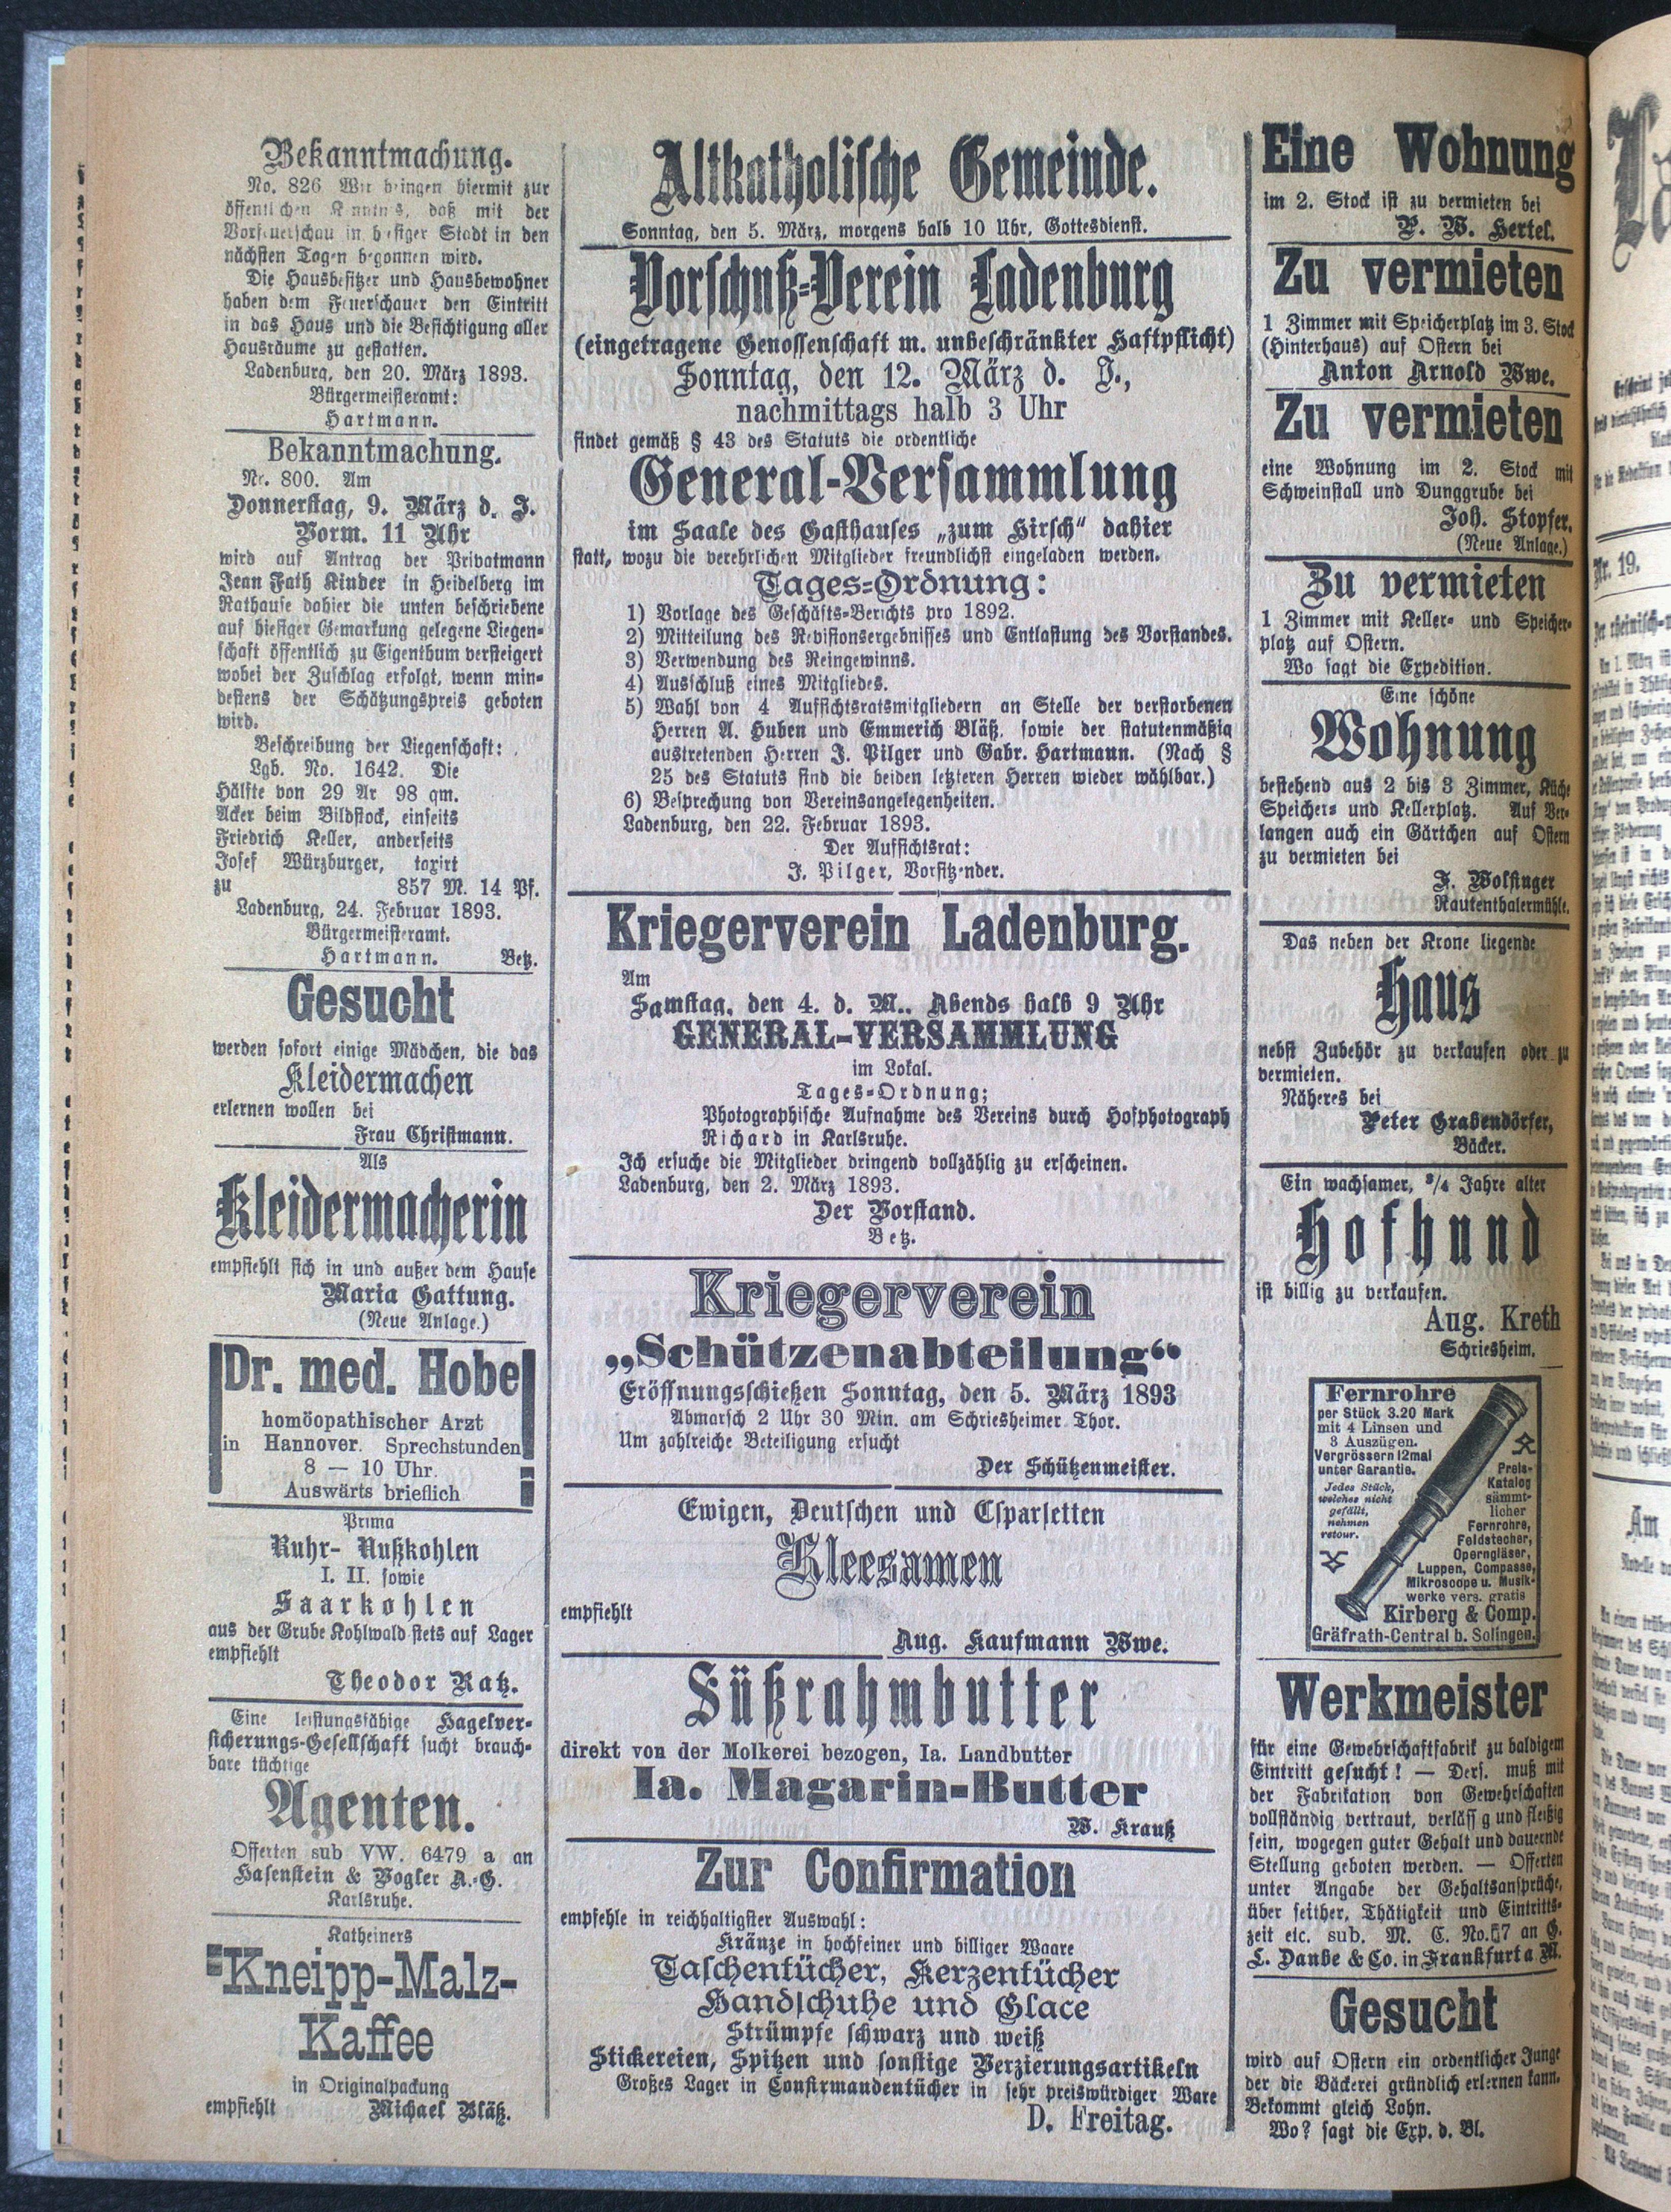 Bekanntmachung.
No. 826 Wir bringen hiermit zur
öffentlichen Kenntnis, daß mit der
Vorfeuerschau in hiesiger Stadt in den
nächsten Tagen begonnen wird.
Die Hausbesitzer und Hausbewohner
haben dem Feuerschauer den Eintritt
in das Haus und die Besichtigung aller
Hausräume zu gestatten.
Ladenburg, den 20. März 1893.
Bürgermeisteramt:
Hartmann.
Bekanntmachung.
Nr. 800. Am
Donnerstag, 9. März d. J.
Vorm. 11 Uhr
wird auf Antrag der Privatmann
Jean Fath Kinder in Heidelberg im
Rathause dahier die unten beschriebene
auf hiesiger Gemarkung gelegene Liegen-
schaft öffentlich zu Eigenthum versteigert
wobei der Zuschlag erfolgt, wenn min-
destens der Schätzungspreis geboten
wird.
Beschreibung der Liegenschaft:
Lgb. No. 1642. Die
Hälfte von 29 Ar 98 qm.
Acker beim Bildstock, einseits
Friedrich Keller, anderseits
Josef Würzburger, taxirt
zu 857 M. 14 Pf.
Ladenburg, 24. Februar 1893.
Bürgermeisteramt.
Hartmann. Betz.
Gesucht
werden sofort einige Mädchen, die das
Kleidermachen
erlernen wollen bei
Frau Christmann.
Als
Kleidermacherin
empfiehlt sich in und außer dem Hause
Maria Gattung.
(Neue Anlage.)
Dr. med. Hobe
homöopathischer Arzt
in Hannover. Sprechstunden
8 — 10 Uhr.
Auswärts brieflich
Prima
Ruhr- Nußkohlen
I. II. sowie
Saarkohlen
aus der Grube Kohlwald stets auf Lager
empfiehlt
Theodor Ratz.
Eine leistungsfähige Hagelver-
sicherungs-Gesellschaft sucht brauch-
bare tüchtige
Agenten.
Offerten sub VW. 6479 a an
Hasenstein & Vogler A.-G.
Karlsruhe.
Katheiners
Kneipp-Malz-
Kaffee
in Originalpackung
empfiehlt Michael Bläß.
Altkatholische Gemeinde.
Sonntag, den 5. März, morgens halb 10 Uhr, Gottesdienst.
Vorschuß-Verein Ladenburg
(eingetragene Genossenschaft m. unbeschränkter Haftpflicht)
Sonntag, den 12. März d. J.,
nachmittags halb 3 Uhr
findet gemäß § 43 des Statuts die ordentliche
General-Versammlung
im Saale des Gasthauses „zum Hirsch“ dahier
statt, wozu die verehrlichen Mitglieder freundlichst eingeladen werden.
Tages-Ordnung:
1) Vorlage des Geschäfts-Berichts pro 1892.
2) Mitteilung des Revisionsergebnisses und Entlastung des Vorstandes.
3) Verwendung des Reingewinns.
4) Ausschluß eines Mitgliedes.
5) Wahl von 4 Aufsichtsratsmitgliedern an Stelle der verstorbenen
Herren A. Huben und Emmerich Bläß, sowie der statutenmäßig
austretenden Herren J. Pilger und Gabr. Hartmann. (Nach §
25 des Statuts sind die beiden letzteren Herren wieder wählbar.)
6) Besprechung von Vereinsangelegenheiten.
Ladenburg, den 22. Februar 1893.
Der Aufsichtsrat:
J. Pilger, Vorsitzender.
Kriegerverein Ladenburg.
Am
Samstag, den 4. d. M., Abends halb 9 Uhr
GENERAL-VERSAMMLUNG
im Lokal.
Tages-Ordnung;
Photographische Aufnahme des Vereins durch Hofphotograph
Richard in Karlsruhe.
Ich ersuche die Mitglieder dringend vollzählig zu erscheinen.
Ladenburg, den 2. März 1893.
Der Vorstand.
Betz.
Kriegerverein
„Schützenabteilung“
Eröffnungsschießen Sonntag, den 5. März 1893
Abmarsch 2 Uhr 30 Min. am Schriesheimer Thor.
Um zahlreiche Beteiligung ersucht
Der Schützenmeister.
Ewigen, Deutschen und Esparsetten
Kleesamen
empfiehlt
Aug. Kaufmann Wwe.
Süßrahmbutter
direkt von der Molkerei bezogen, Ia. Landbutter
Ia. Magarin-Butter
W. Krauß
Zur Confirmation
empfehle in reichhaltigster Auswahl:
Kränze in hochfeiner und billiger Waare
Taschentücher, Kerzentücher
Handschuhe und Glace
Strümpfe schwarz und weiß
Stickereien, Spitzen und sonstige Verzierungsartikeln
Großes Lager in Confirmandentücher in sehr preiswürdiger Ware
D. Freitag.
Eine Wohnung
im 2. Stock ist zu vermieten bei
P. W. Hertel.
Zu vermieten
1 Zimmer mit Speicherplatz im 3. Stock
(Hinterhaus) auf Ostern bei
Anton Arnold Wwe.
Zu vermieten
eine Wohnung im 2. Stock mit
Schweinstall und Dunggrube bei
Joh. Stopfer.
(Neue Anlage.)
Zu vermieten
1 Zimmer mit Keller- und Speicher-
platz auf Ostern.
Wo sagt die Expedition.
Eine schöne
Wohnung
bestehend aus 2 bis 3 Zimmer, Küche
Speicher- und Kellerplatz. Auf Ver-
langen auch ein Gärtchen auf Ostern
zu vermieten bei
J. Wolfinger
Rautenthalermühle.
Das neben der Krone liegende
Haus
nebst Zubehör zu verkaufen oder zu
vermieten.
Näheres bei
Peter Grabendörfer,
Bäcker.
Ein wachsamer, ¾ Jahre alter
Hofhund
ist billig zu verkaufen.
Aug. Kreth
Schriesheim.
Fernrohre
per Stück 3.20 Mark
mit 4 Linsen und
3 Auszügen.
Vergrössern 12mal
unter Garantie.
Jedes Stück,
welches nicht
gefällt,
nehmen
retour.
Preis-
Katalog
sämmt-
licher
Fernrohre,
Feldstecher,
Operngläser,
Luppen, Compasse,
Mikroscope u. Musik-
werke vers. gratis
Kirberg & Comp.
Gräfrath-Central b. Solingen.
Werkmeister
für eine Gewehrschaftfabrik zu baldigem
Eintritt gesucht! — Ders. muß mit
der Fabrikation von Gewehrschaften
vollständig vertraut, verlässig und fleißig
sein, wogegen guter Gehalt und dauernde
Stellung geboten werden. — Offerten
unter Angabe der Gehaltsansprüche,
über seither. Thätigkeit und Eintritts-
zeit etc. sub. M. C. No. 57 an G.
L. Daube & Co. in Frankfurt a M.
Gesucht
wird auf Ostern ein ordentlicher Junge
der die Bäckerei gründlich erlernen kann.
Bekommt gleich Lohn.
Wo? sagt die Exp. d. Bl.
Nr. 19.
Am